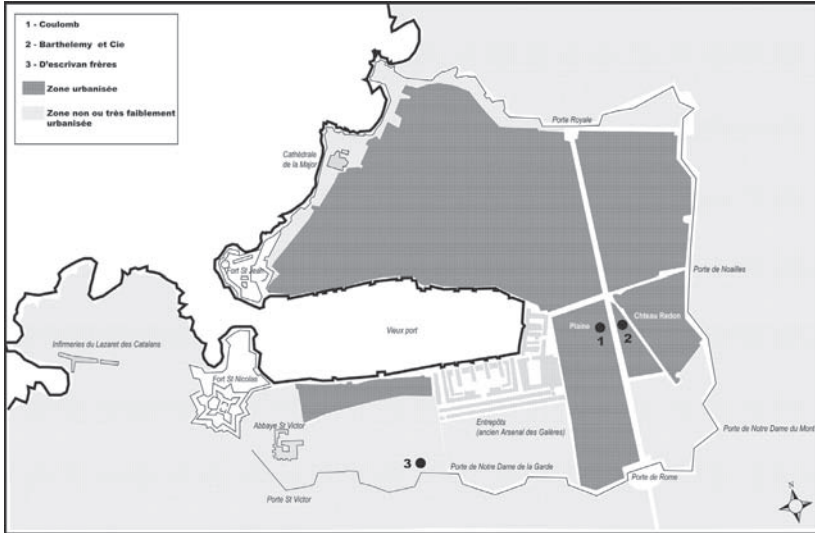 1 - Coulomb
2 - Barthelemy et Cie
3 - D'escrivan frères
Zone urbanisée
Zone non ou très faiblement
urbanisée
Porte Royale
Cathédrale
de la Major
Fort St Jean
Porte de Noailles
Vieux port
Plaine
1
Chteau Redon
2
Infirmeries du Lazaret des Catalans
Fort St Nicolas
Abbaye St Victor
Entrepôts
(ancien Arsenal des Galères)
Porte de Notre Dame du Mont
3
Porte de Notre Dame de la Garde
Porte de Rome
Porte St Victor
N